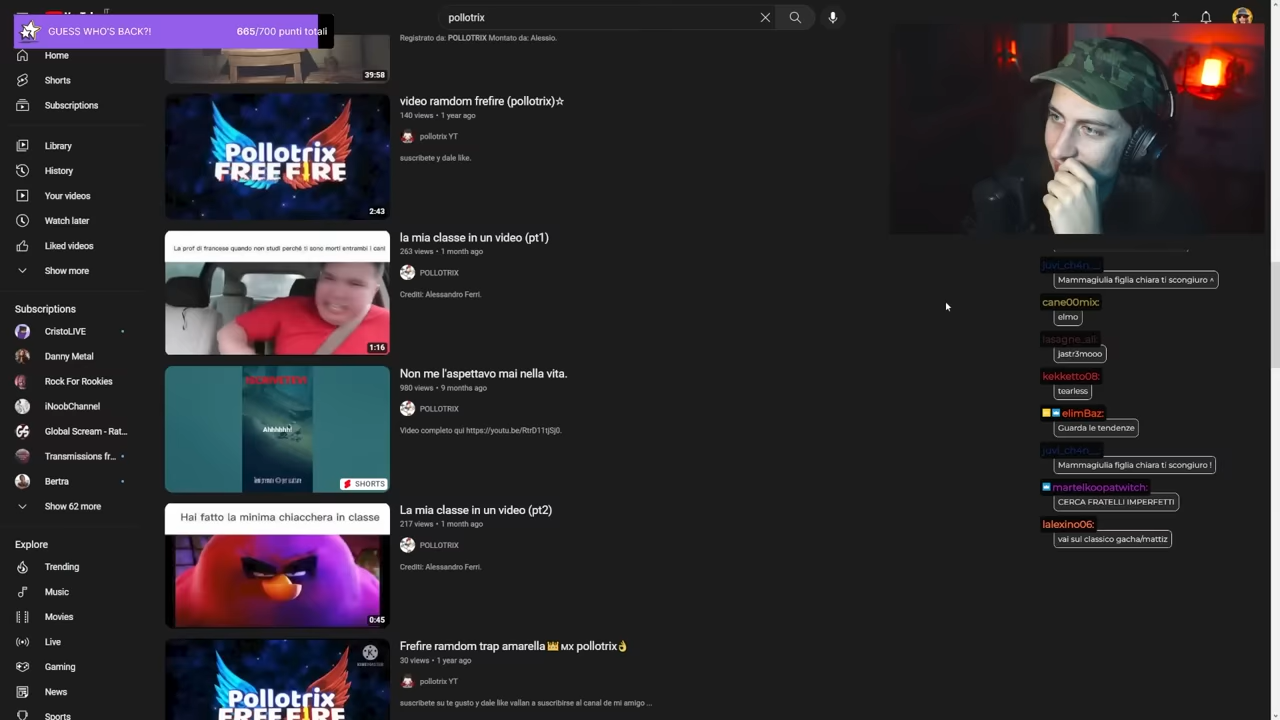 IT
pollotrix
GUESS WHO'S BACK?!
665/700 punti totali
Home
Shorts
Subscriptions
Library
History
Your videos
Watch later
Liked videos
Show more
Subscriptions
CristoLIVE
Danny Metal
Rock For Rookies
iNoobChannel
Global Scream - Rat...
Transmissions fr...
Bertra
Show 62 more
Explore
Trending
Music
Movies
Live
Gaming
News
Sports
Registrato da: POLLOTRIX Montato da: Alessio.
39:58
Pollotrix
FREE FIRE
2:43
video ramdom frefire (pollotrix)☆
140 views • 1 year ago
pollotrix YT
suscribete y dale like.
La prof di francese quando non studi perchè ti sono morti entrambi i cani
1:16
la mia classe in un video (pt1)
263 views • 1 month ago
POLLOTRIX
Crediti: Alessandro Ferri.
Ahhhhhh!
SHORTS
Non me l'aspettavo mai nella vita.
980 views • 9 months ago
POLLOTRIX
Video completo qui https://youtu.be/RtrD11tjSj0.
Hai fatto la minima chiacchera in classe
0:45
La mia classe in un video (pt2)
217 views • 1 month ago
POLLOTRIX
Crediti: Alessandro Ferri.
Pollotrix
FREE FIRE
Frefire ramdom trap amarella 👑 мx pollotrix👌
30 views • 1 year ago
pollotrix YT
suscribete su te gusto y dale like vallan a suscribirse al canal de mi amigo ...
Mammagiulia figlia chiara ti scongiuro ^
cane00mix:
elmo
lasagne_ali:
jastr3mooo
kekketto08:
tearless
elimBaz:
Guarda le tendenze
Mammagiulia figlia chiara ti scongiuro !
martelkoopatwitch:
CERCA FRATELLI IMPERFETTI
lalexino06:
vai sul classico gacha/mattiz